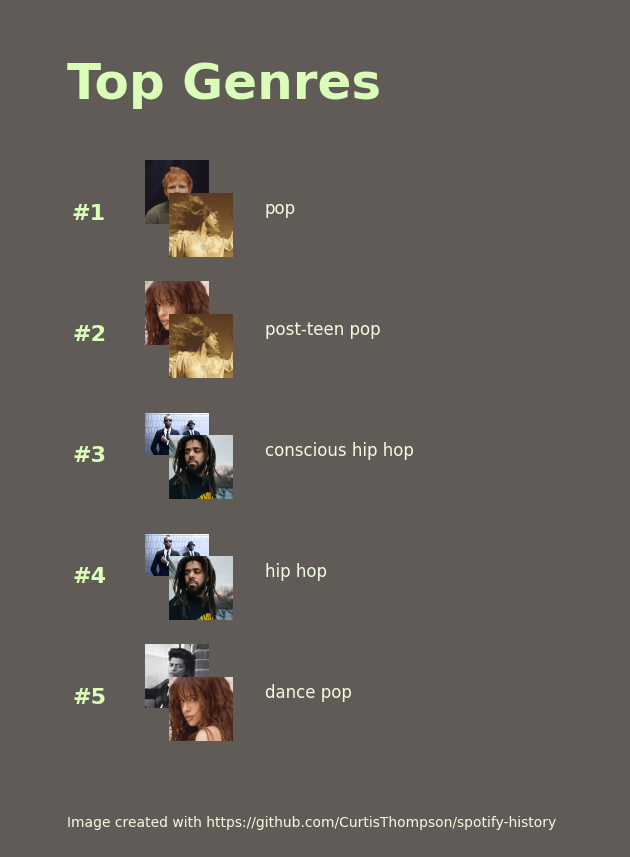 Top Genres
#1 pop
#2 post-teen pop
#3 conscious hip hop
#4 hip hop
#5 dance pop
Image created with https://github.com/CurtisThompson/spotify-history